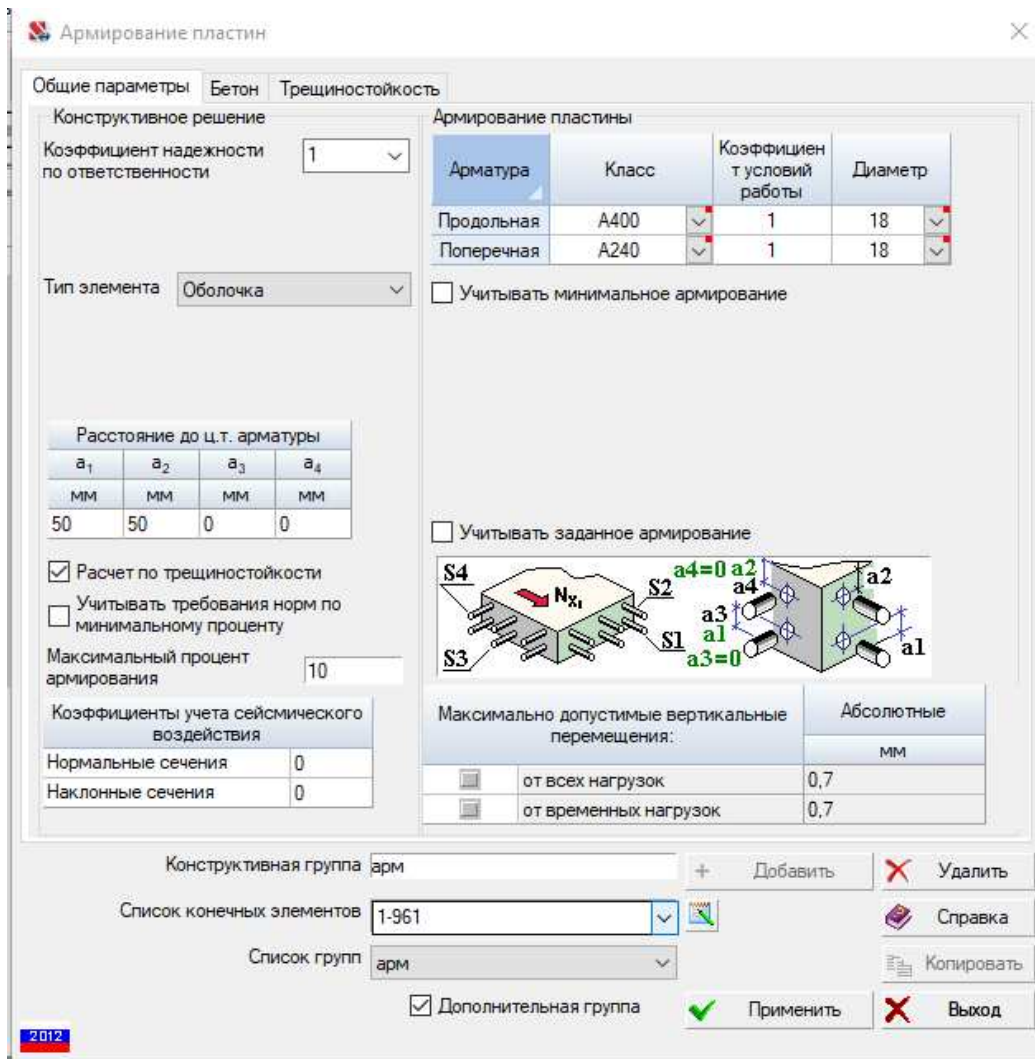 Армирование пластин
Общие параметры Бетон Трещиностойкость
Конструктивное решение
Коэффициент надежности по ответственности 1
Тип элемента Оболочка
Расстояние до ц.т. арматуры
a1 a2 a3 a4
мм мм мм мм
50 50 0 0
Расчет по трещиностойкости
Учитывать требования норм по
минимальному проценту
Максимальный процент
армирования 10
Коэффициенты учета сейсмического
воздействия
Нормальные сечения 0
Наклонные сечения 0
Армирование пластины
Арматура Класс Коэффициен
т условий
работы Диаметр
Продольная A400 1 18
Поперечная A240 1 18
Учитывать минимальное армирование
Учитывать заданное армирование
S4 NX1 S2 S3 S1
a4=0 a2 a4 a2
a3 a1 a3=0 a1
Максимально допустимые вертикальные
перемещения: Абсолютные
мм
от всех нагрузок 0,7
от временных нагрузок 0,7
Конструктивная группа арм Добавить Удалить
Список конечных элементов 1-961 Справка
Список групп арм Копировать
Дополнительная группа Применить Выход
2012